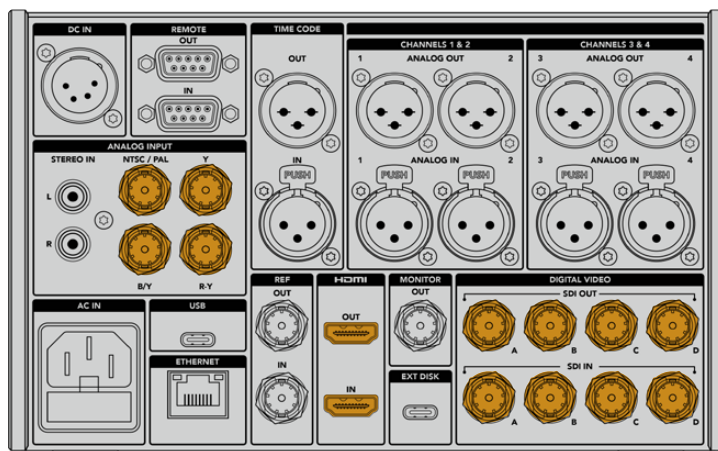 DC IN
REMOTE
OUT
IN
TIME CODE
OUT
IN
CHANNELS 1 & 2
1 ANALOG OUT 2
1 ANALOG IN 2
PUSH
PUSH
PUSH
CHANNELS 3 & 4
3 ANALOG OUT 4
3 ANALOG IN 4
PUSH
PUSH
ANALOG INPUT
STEREO IN
NTSC / PAL
Y
L
R
B/Y
R-Y
AC IN
USB
ETHERNET
REF
OUT
IN
HDMI
OUT
IN
MONITOR
OUT
EXT DISK
DIGITAL VIDEO
SDI OUT
A B C D
SDI IN
A B C D